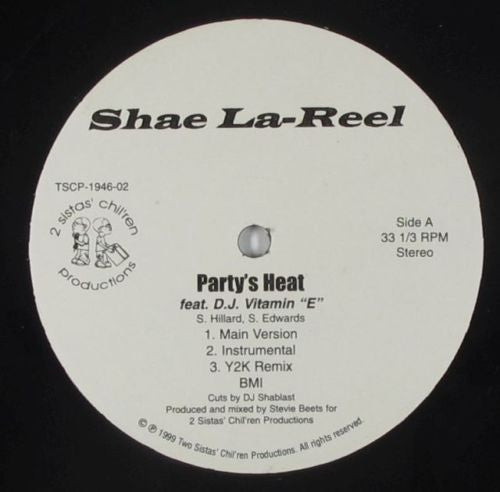 Shae La-Reel
TSCP-1946-02
2 sistas' chil'ren
productions
Side A
33 1/3 RPM
Stereo
Party's Heat
feat. D.J. Vitamin "E"
S. Hillard, S. Edwards
1. Main Version
2. Instrumental
3. Y2K Remix
BMI
Cuts by DJ Shablast
Produced and mixed by Stevie Beets for
2 Sistas' Chil'ren Productions
© ℗ 1999 Two Sistas' Chil'ren Productions. All rights reserved.